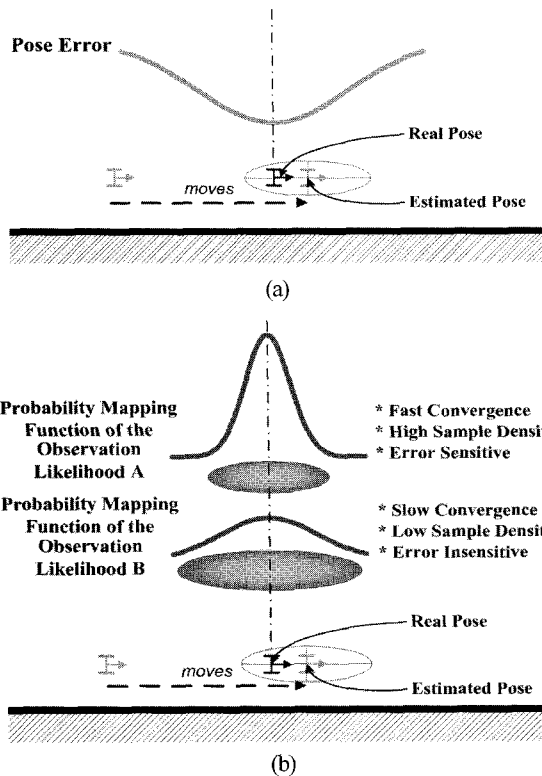 Pose Error
Real Pose
moves
Estimated Pose
(a)
Probability Mapping
Function of the
Observation
Likelihood A
* Fast Convergence
* High Sample Densit
* Error Sensitive
Probability Mapping
Function of the
Observation
Likelihood B
* Slow Convergence
* Low Sample Densit
* Error Insensitive
Real Pose
moves
Estimated Pose
(b)